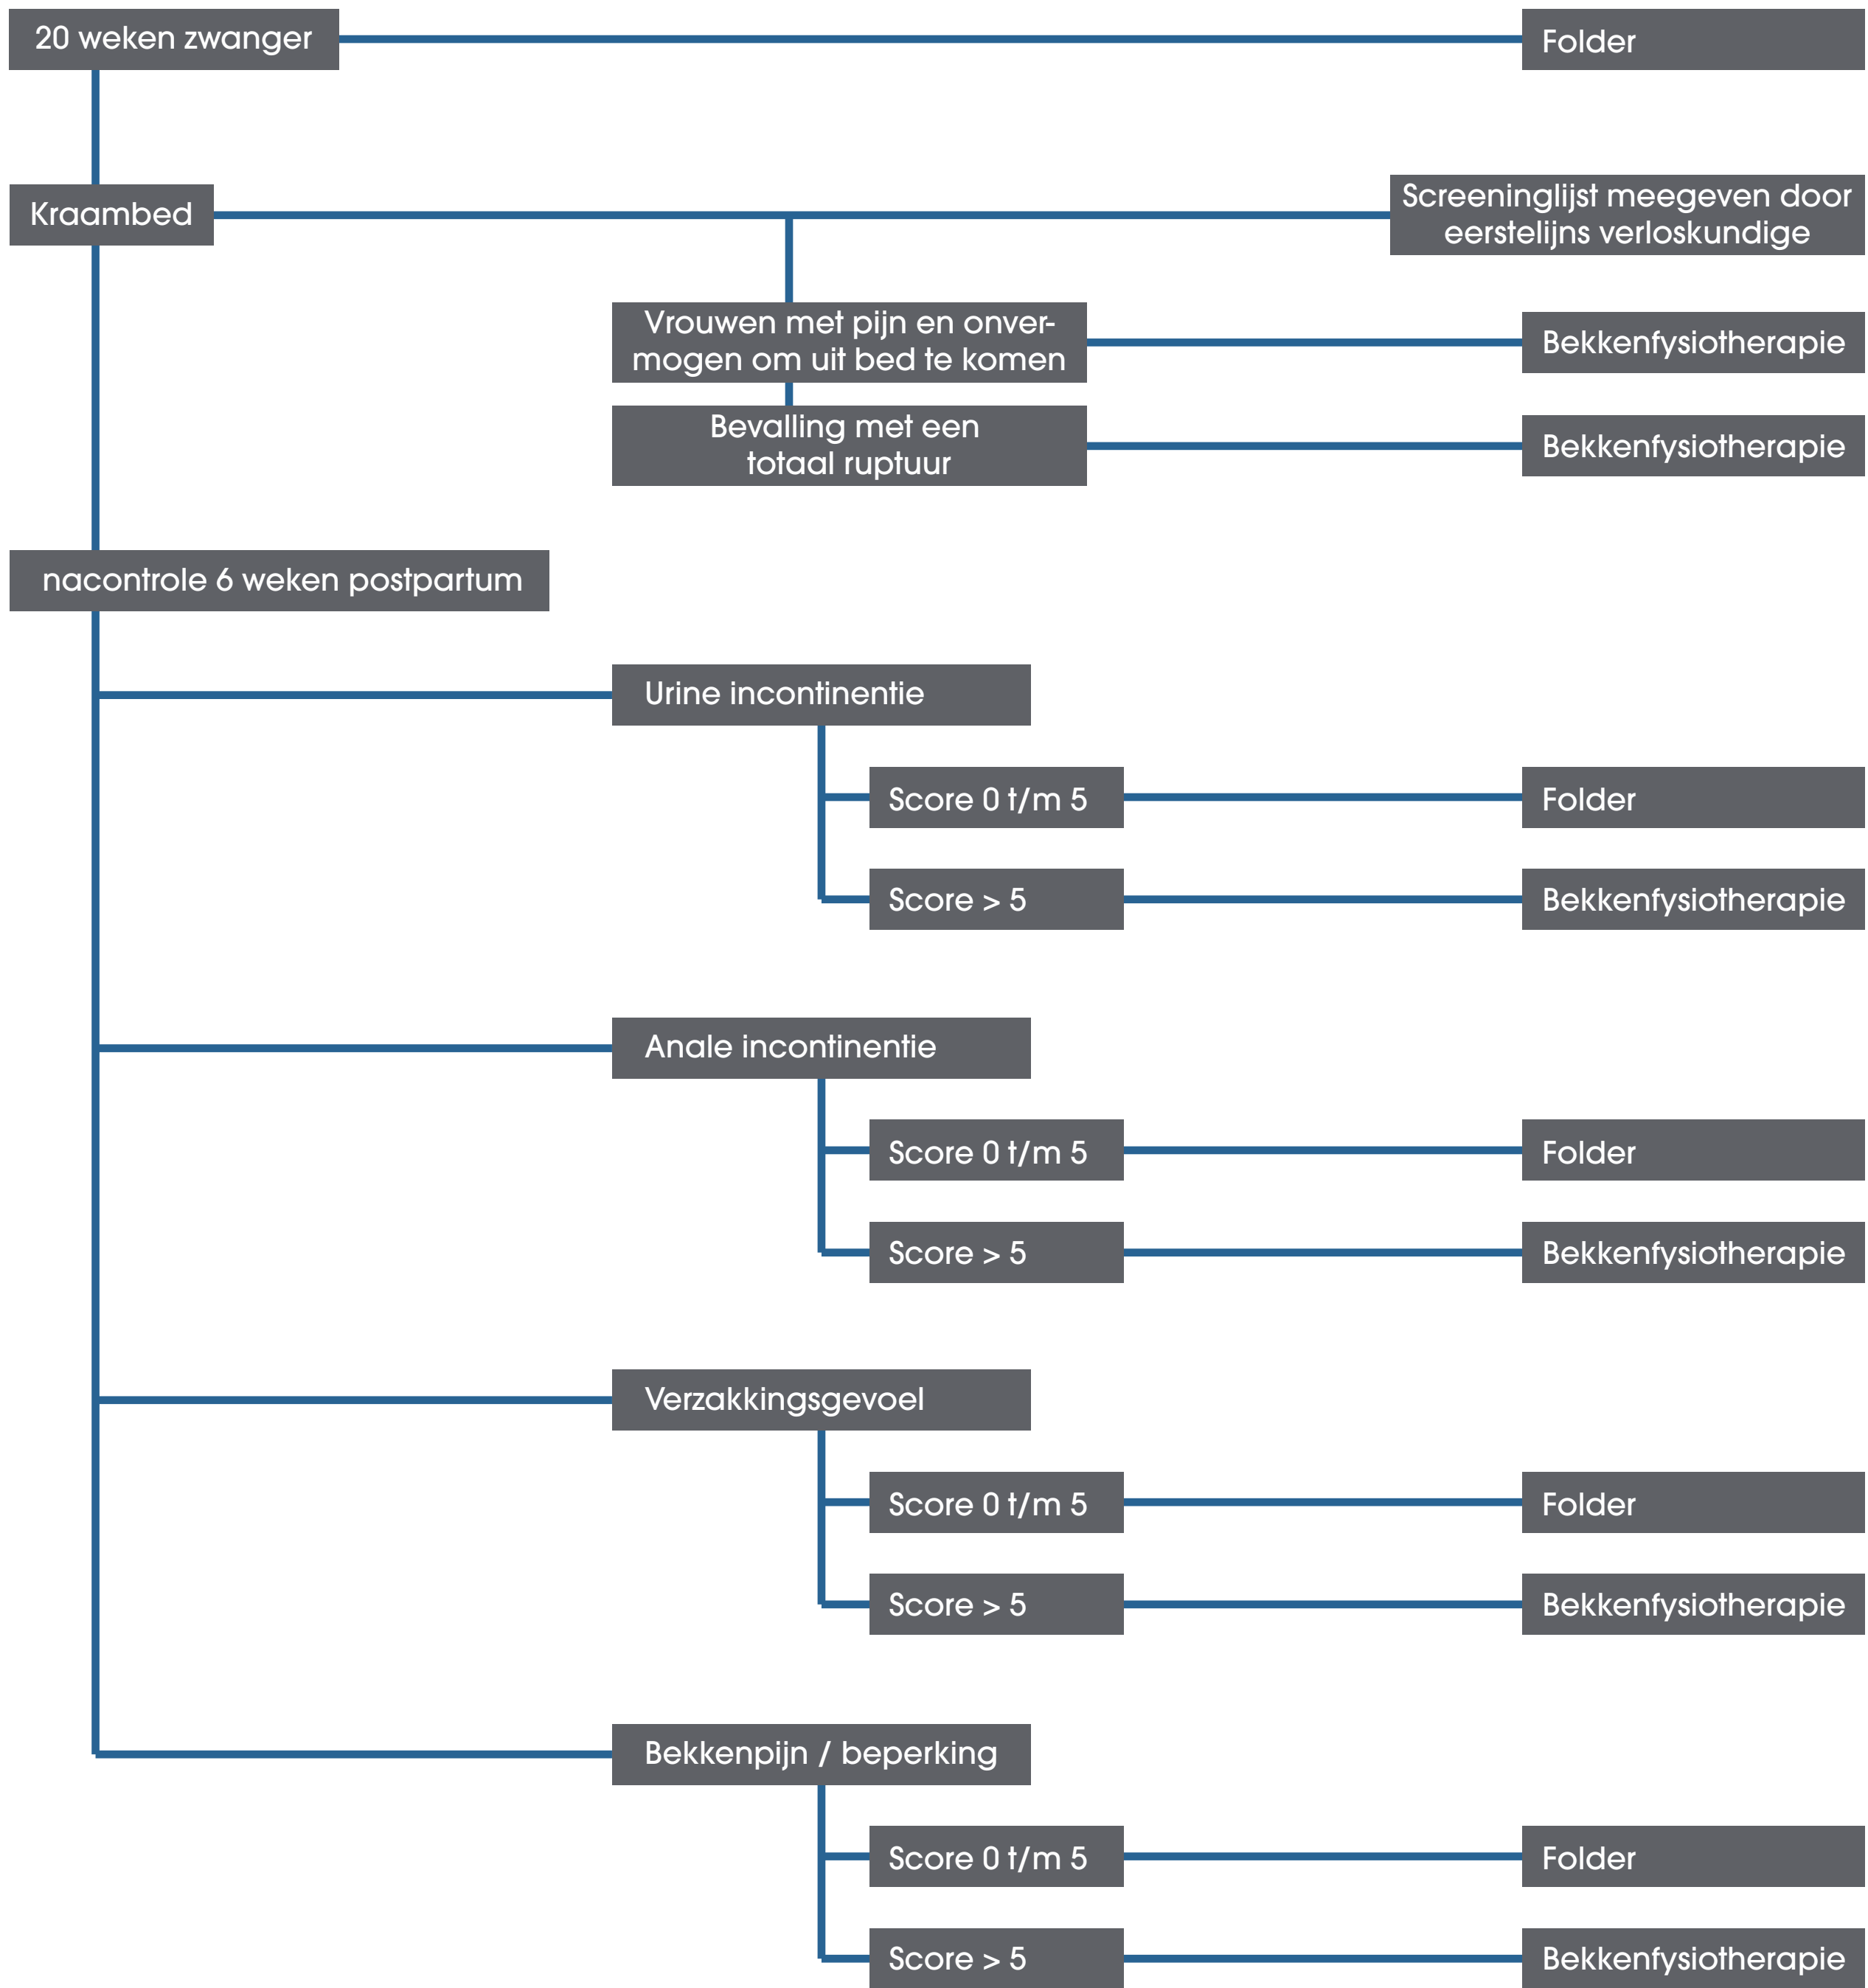 20 weken zwanger
Folder
Kraambed
Screeninglijst meegeven door
eerstelijns verloskundige
Vrouwen met pijn en onver-
mogen om uit bed te komen
Bekkenfysiotherapie
Bevalling met een
totaal ruptuur
Bekkenfysiotherapie
nacontrole 6 weken postpartum
Urine incontinentie
Score 0 t/m 5
Folder
Score > 5
Bekkenfysiotherapie
Anale incontinentie
Score 0 t/m 5
Folder
Score > 5
Bekkenfysiotherapie
Verzakkingsgevoel
Score 0 t/m 5
Folder
Score > 5
Bekkenfysiotherapie
Bekkenpijn / beperking
Score 0 t/m 5
Folder
Score > 5
Bekkenfysiotherapie